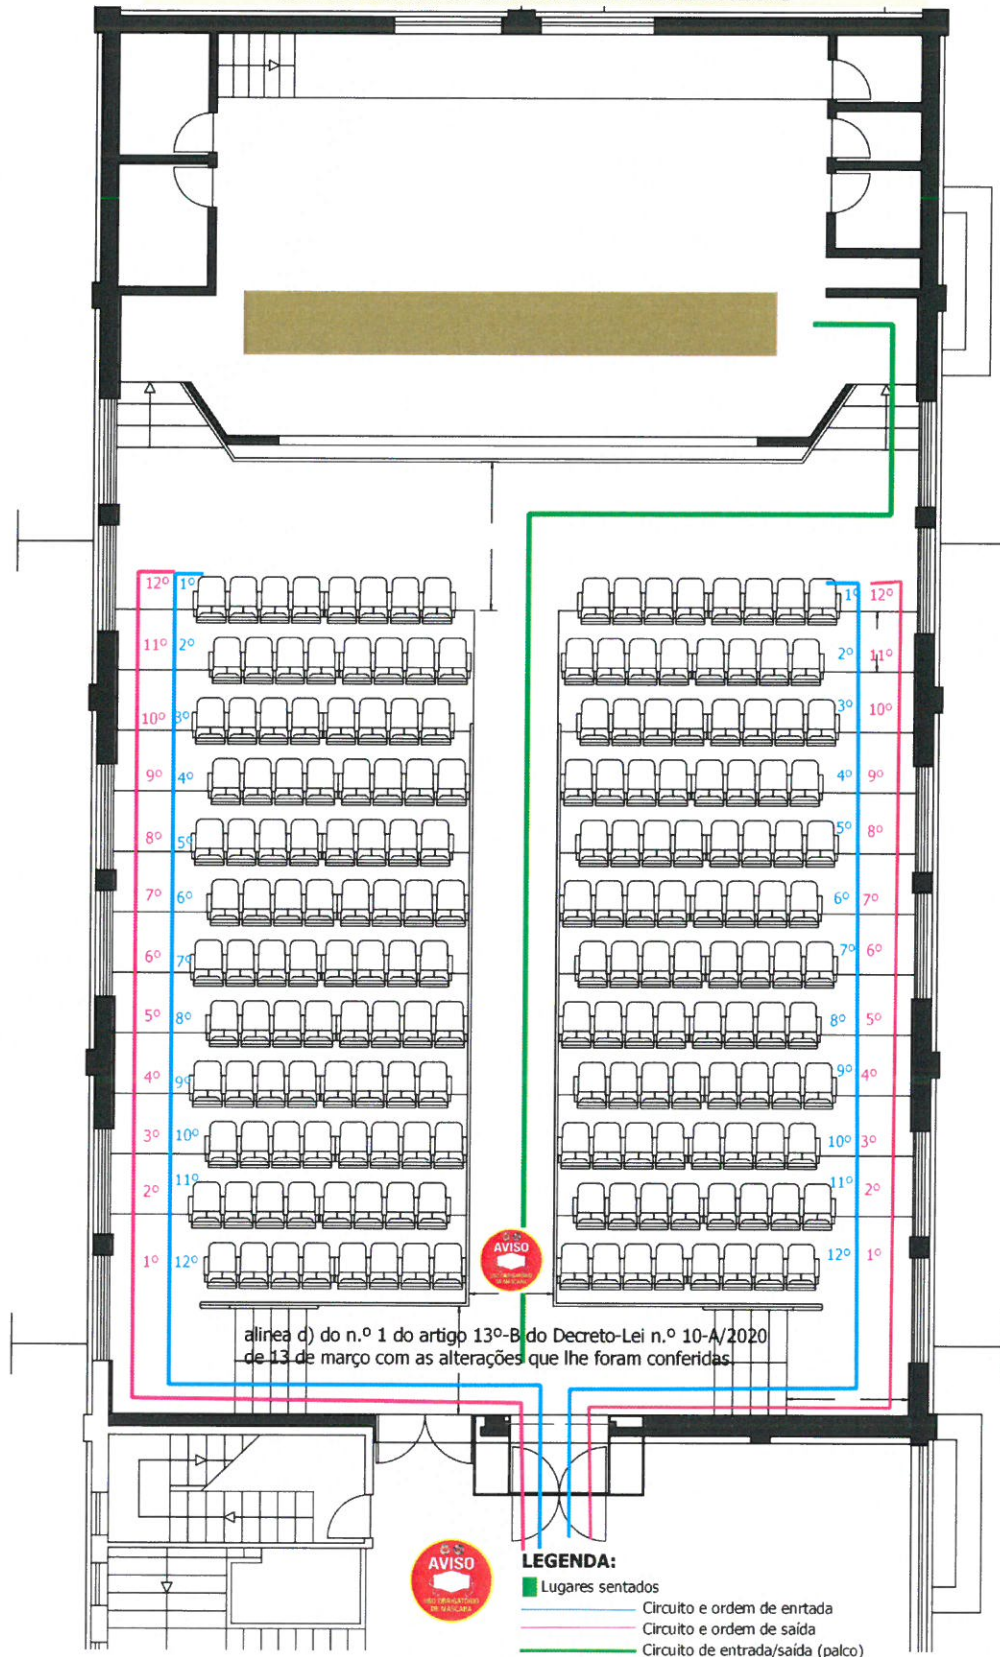 12º 1º
11º 2º
10º 3º
9º 4º
8º 5º
7º 6º
6º 7º
5º 8º
4º 9º
3º 10º
2º 11º
1º 12º
1º 12º
2º 11º
3º 10º
4º 9º
5º 8º
6º 7º
7º 6º
8º 5º
9º 4º
10º 3º
11º 2º
12º 1º
AVISO
alinea d) do n.º 1 do artigo 13º-B do Decreto-Lei n.º 10-A/2020
de 13 de março com as alterações que lhe foram conferidas
AVISO
USO OBRIGATÓRIO
DE MÁSCARA
LEGENDA:
Lugares sentados
Circuito e ordem de enrtada
Circuito e ordem de saída
Circuito de entrada/saída (palco)